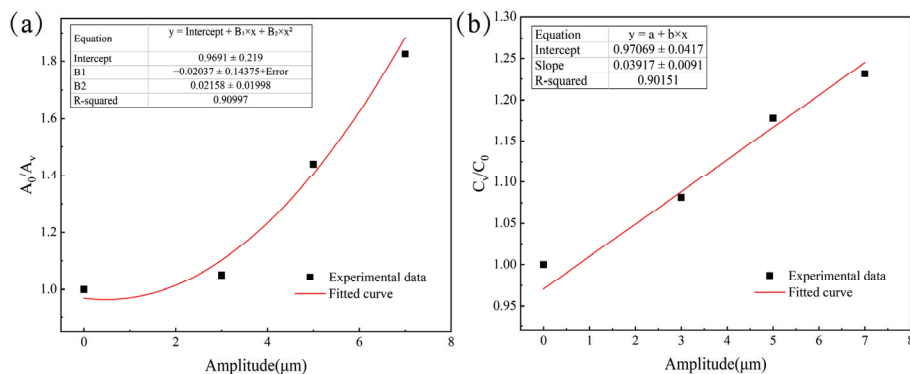 (a)
Equation y = Intercept + B₁×x + B₂×x²
Intercept 0.9691 ± 0.219
B1 −0.02037 ± 0.14375+Error
B2 0.02158 ± 0.01998
R-squared 0.90997
A₀/Aᵥ
1.8
1.6
1.4
1.2
1.0
0 2 4 6 8
Amplitude(μm)
Experimental data
Fitted curve
(b)
Equation y = a + b×x
Intercept 0.97069 ± 0.0417
Slope 0.03917 ± 0.0091
R-squared 0.90151
Cᵥ/C₀
1.30
1.25
1.20
1.15
1.10
1.05
1.00
0.95
0 1 2 3 4 5 6 7 8
Amplitude(μm)
Experimental data
Fitted curve